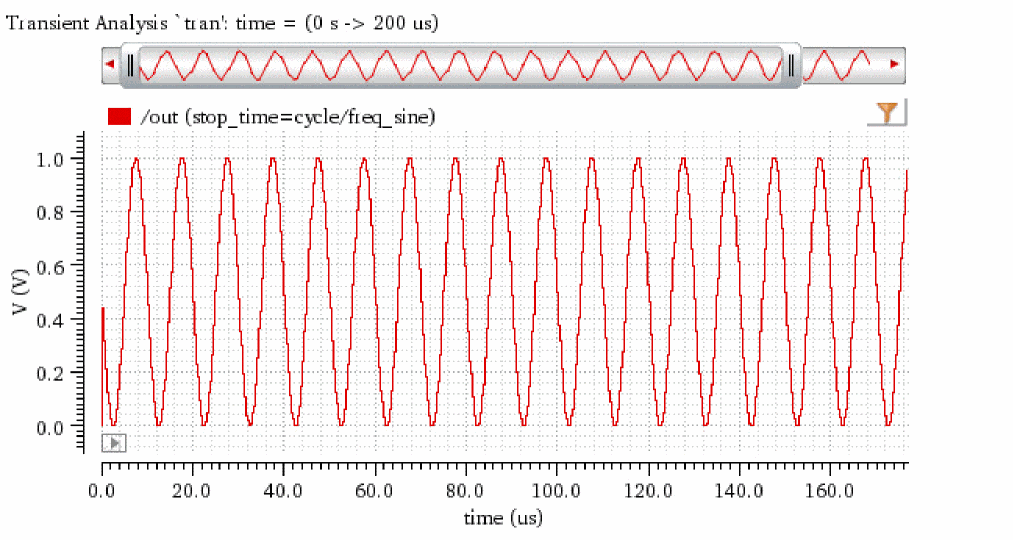 Transient Analysis `tran': time = (0 s -> 200 us)
/out (stop_time=cycle/freq_sine)
1.0
0.8
0.6
0.4
0.2
0.0
V (V)
0.0 20.0 40.0 60.0 80.0 100.0 120.0 140.0 160.0
time (us)